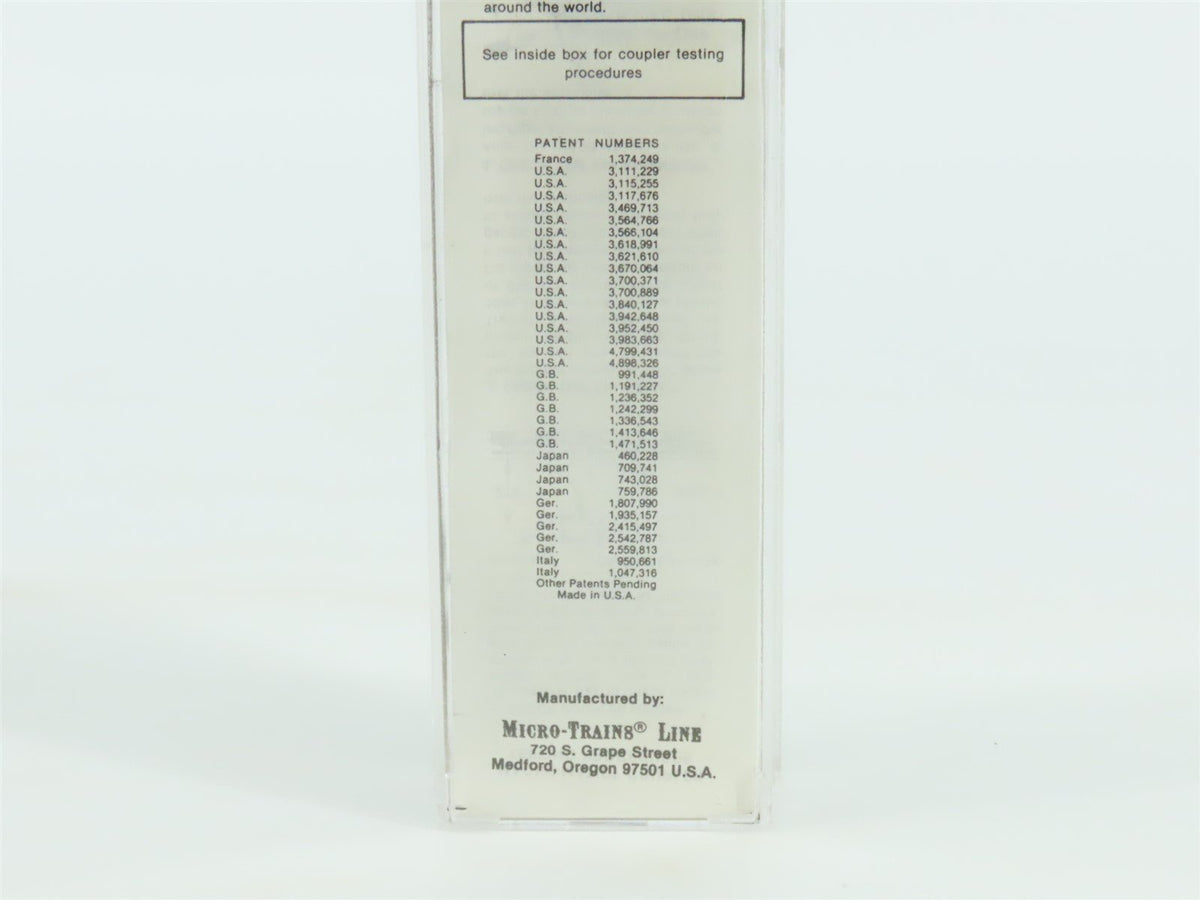 around the world.
See inside box for coupler testing
procedures
PATENT NUMBERS
France 1,374,249
U.S.A. 3,111,229
U.S.A. 3,115,255
U.S.A. 3,117,676
U.S.A. 3,469,713
U.S.A. 3,564,766
U.S.A. 3,566,104
U.S.A. 3,618,991
U.S.A. 3,621,610
U.S.A. 3,670,064
U.S.A. 3,700,371
U.S.A. 3,700,889
U.S.A. 3,840,127
U.S.A. 3,942,648
U.S.A. 3,952,450
U.S.A. 3,983,663
U.S.A. 4,799,431
U.S.A. 4,898,326
G.B. 991,448
G.B. 1,191,227
G.B. 1,236,352
G.B. 1,242,299
G.B. 1,336,543
G.B. 1,413,646
G.B. 1,471,513
Japan 460,228
Japan 709,741
Japan 743,028
Japan 759,786
Ger. 1,807,990
Ger. 1,935,157
Ger. 2,415,497
Ger. 2,542,787
Ger. 2,559,813
Italy 950,661
Italy 1,047,316
Other Patents Pending
Made in U.S.A.
Manufactured by:
MICRO-TRAINS® LINE
720 S. Grape Street
Medford, Oregon 97501 U.S.A.